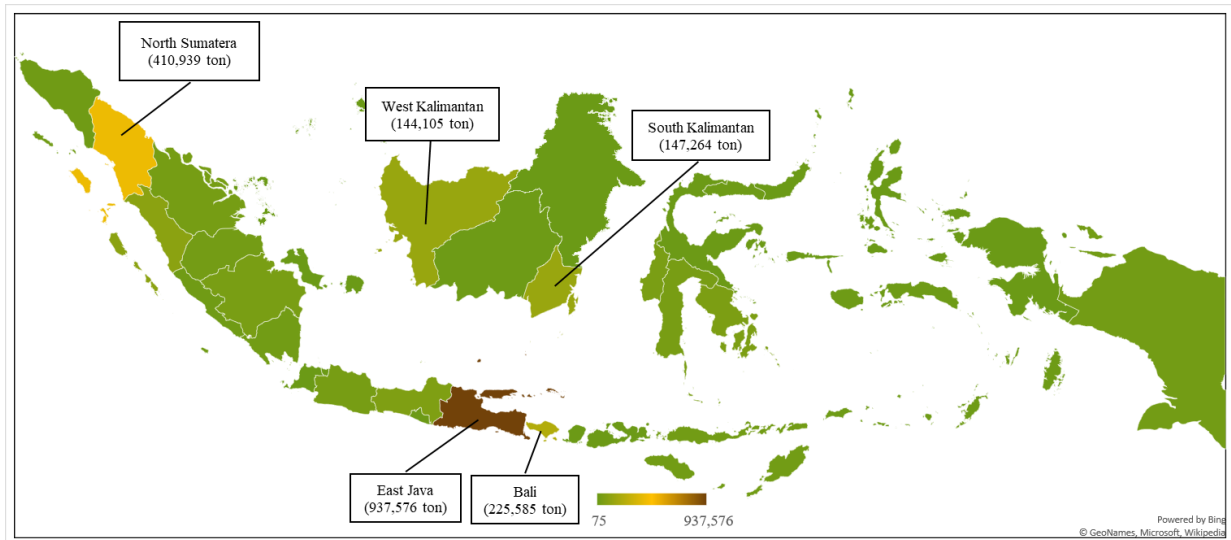 North Sumatera
(410,939 ton)
West Kalimantan
(144,105 ton)
South Kalimantan
(147,264 ton)
East Java
(937,576 ton)
Bali
(225,585 ton)
75
937,576
Powered by Bing
© GeoNames, Microsoft, Wikipedia